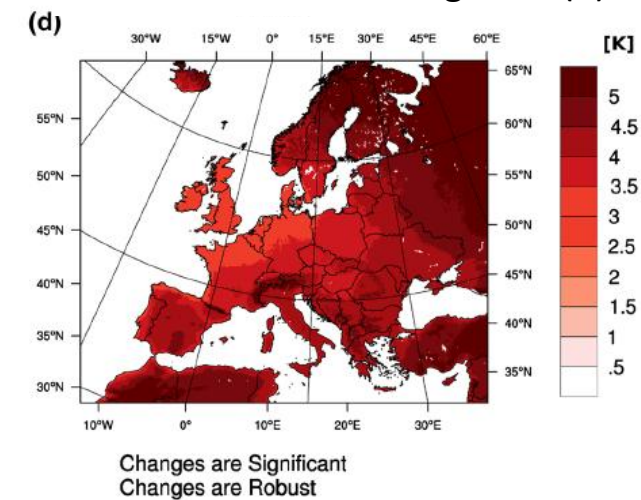 (d)
30°W 15°W 0° 15°E 30°E 45°E 60°E
[K]
65°N
60°N
55°N
50°N
45°N
40°N
35°N
55°N
50°N
45°N
40°N
35°N
30°N
10°W 0° 10°E 20°E 30°E
5
4.5
4
3.5
3
2.5
2
1.5
1
.5
Changes are Significant
Changes are Robust